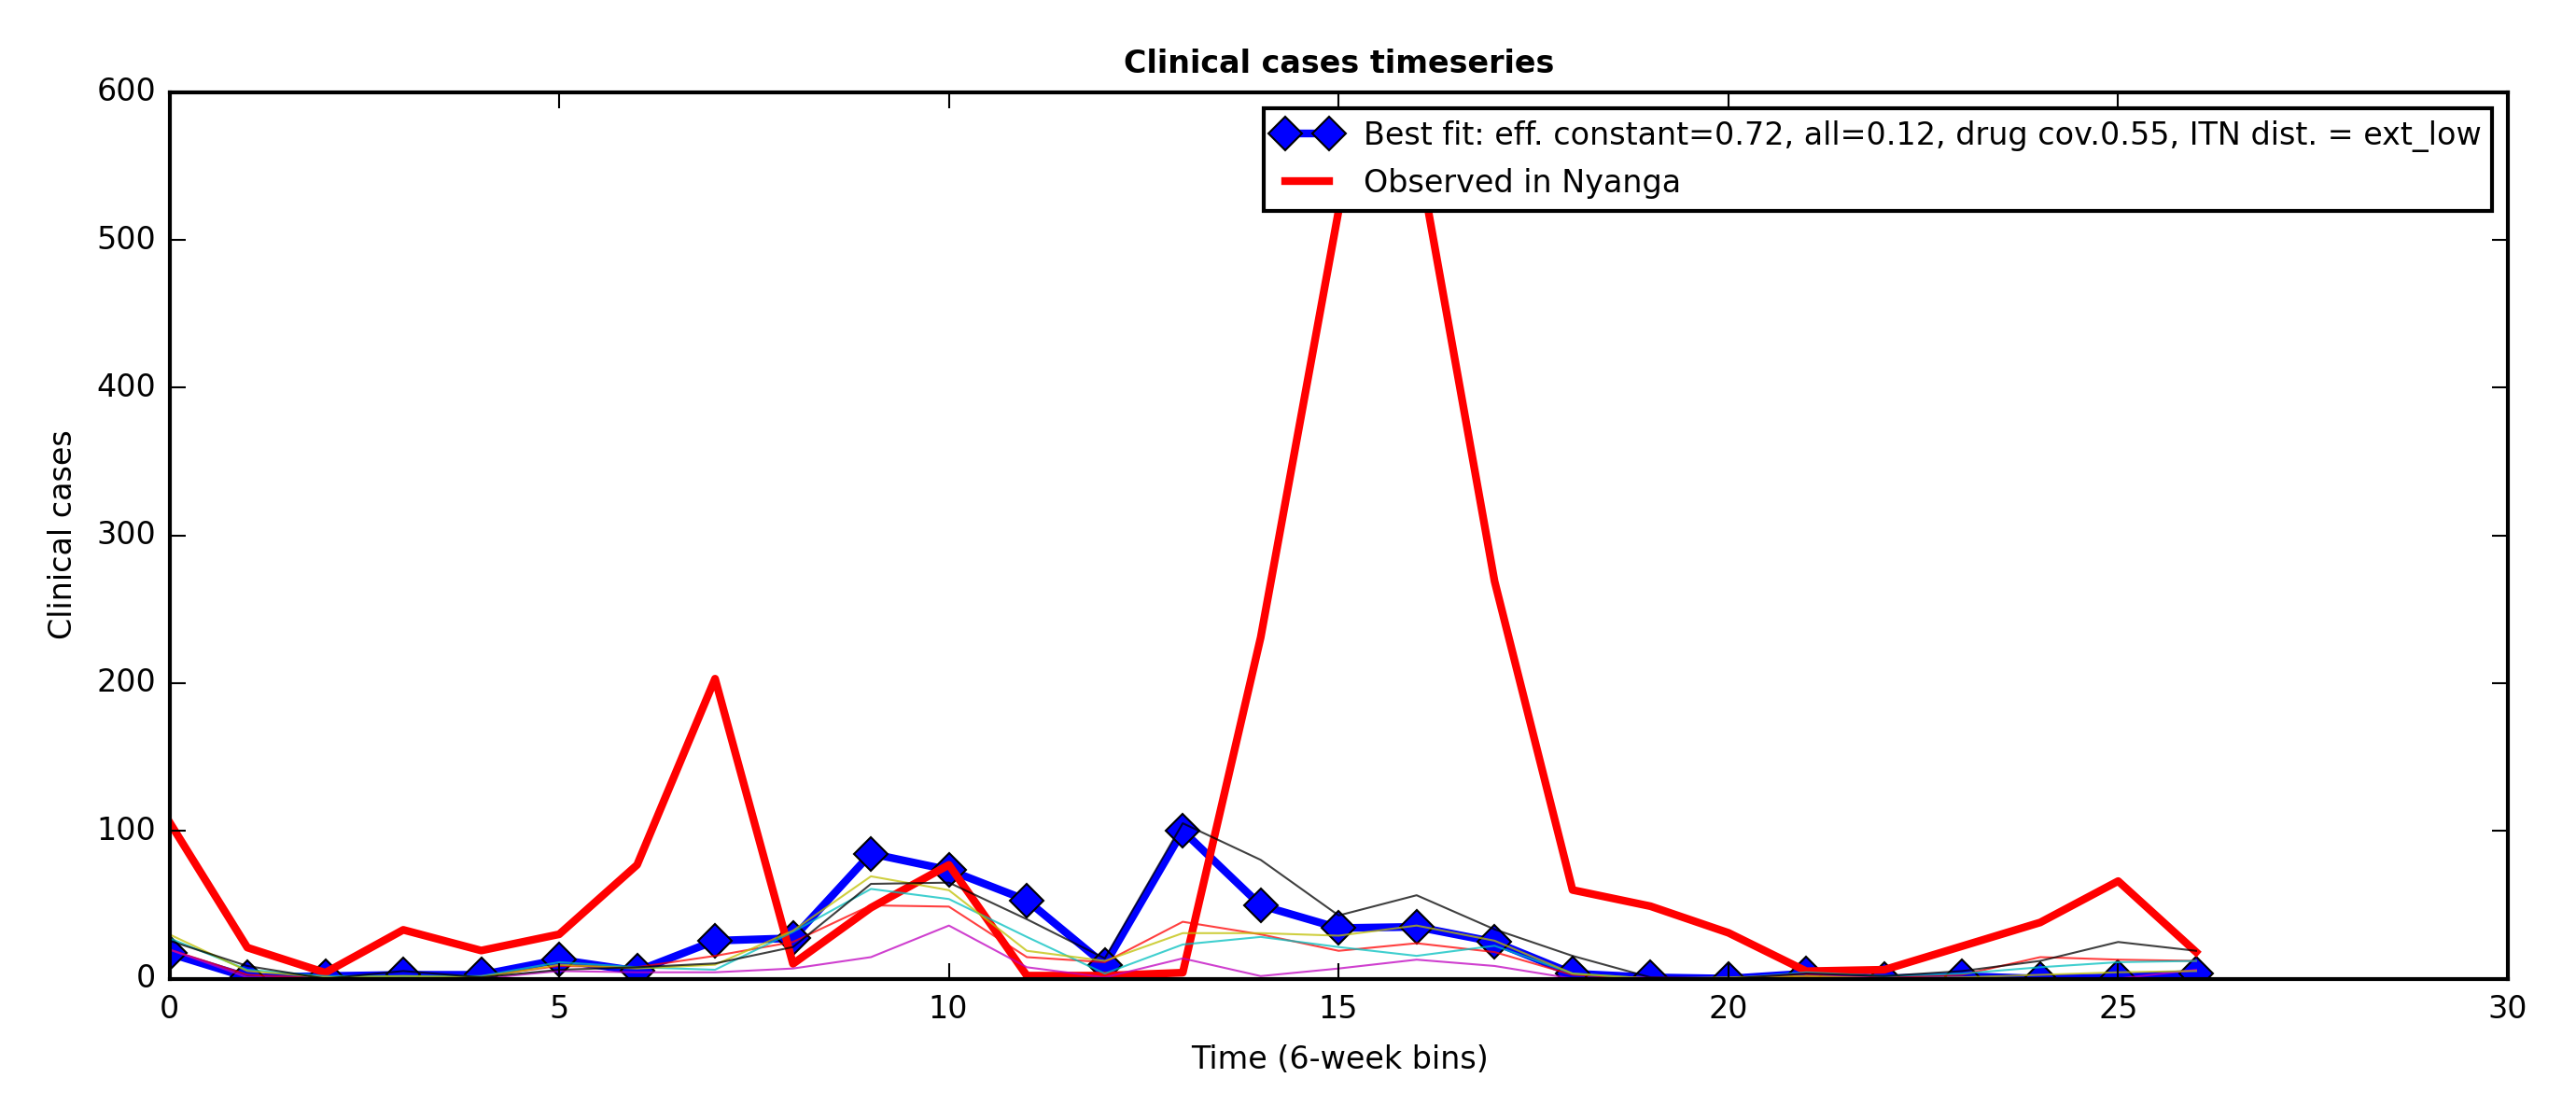 Clinical cases timeseries
600
500
400
300
200
100
0
Clinical cases
Best fit: eff. constant=0.72, all=0.12, drug cov.0.55, ITN dist. = ext_low
Observed in Nyanga
0 5 10 15 20 25 30
Time (6-week bins)